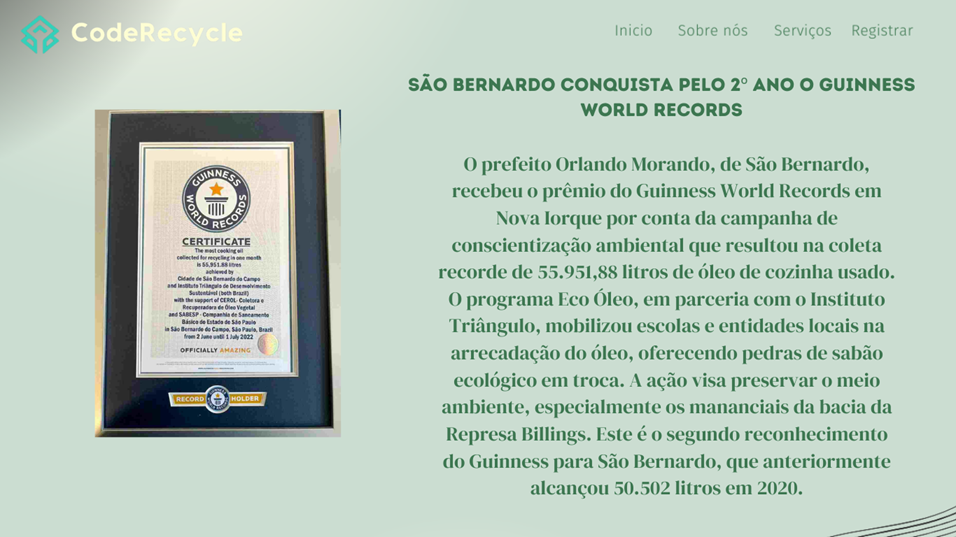 CodeRecycle
Inicio Sobre nós Serviços Registrar
SÃO BERNARDO CONQUISTA PELO 2° ANO O GUINNESS
WORLD RECORDS
O prefeito Orlando Morando, de São Bernardo,
recebeu o prêmio do Guinness World Records em
Nova Iorque por conta da campanha de
conscientização ambiental que resultou na coleta
recorde de 55.951,88 litros de óleo de cozinha usado.
O programa Eco Óleo, em parceria com o Instituto
Triângulo, mobilizou escolas e entidades locais na
arrecadação do óleo, oferecendo pedras de sabão
ecológico em troca. A ação visa preservar o meio
ambiente, especialmente os mananciais da bacia da
Represa Billings. Este é o segundo reconhecimento
do Guinness para São Bernardo, que anteriormente
alcançou 50.502 litros em 2020.
GUINNESS
WORLD RECORDS
CERTIFICATE
The most cooking oil
collected for recycling in one month
is 55,951.88 litres
achieved by
Cidade de São Bernardo do Campo
and Instituto Triângulo de Desenvolvimento
Sustentável (both Brazil)
with the support of CEROL- Coletora e
Recuperadora de Óleo Vegetal
and SABESP - Companhia de Saneamento
Básico do Estado de São Paulo
in São Bernardo do Campo, São Paulo, Brazil
from 2 June until 1 July 2022
OFFICIALLY AMAZING
RECORD HOLDER